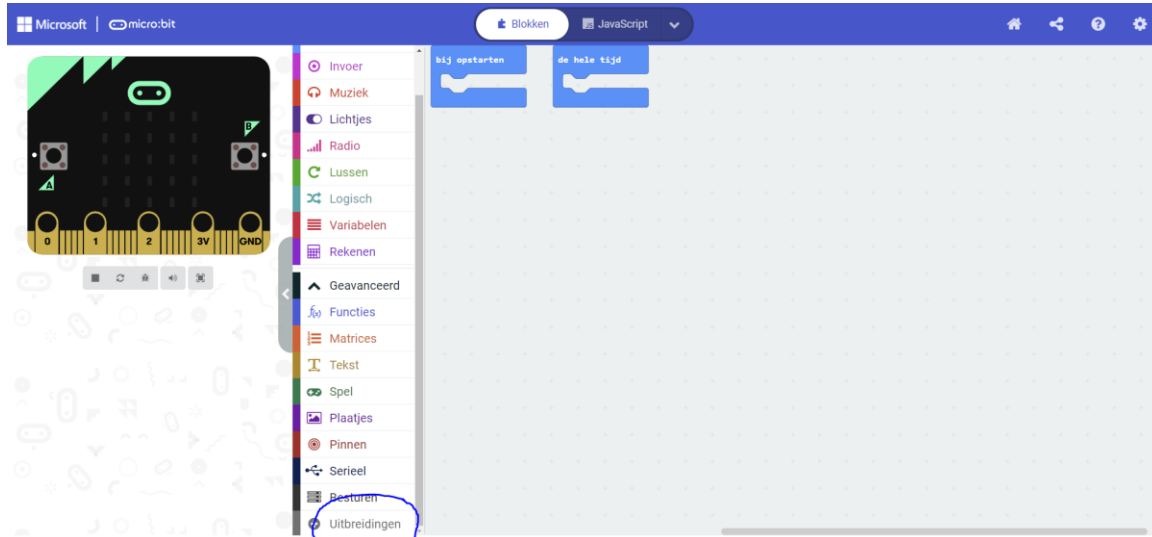 Microsoft | micro:bit
Blokken
JavaScript
Invoer
Muziek
Lichtjes
Radio
Lussen
Logisch
Variabelen
Rekenen
Geavanceerd
Functies
Matrices
Tekst
Spel
Plaatjes
Pinnen
Serieel
Besturen
Uitbreidingen
bij opstarten
de hele tijd
A
B
0 1 2 3V GND